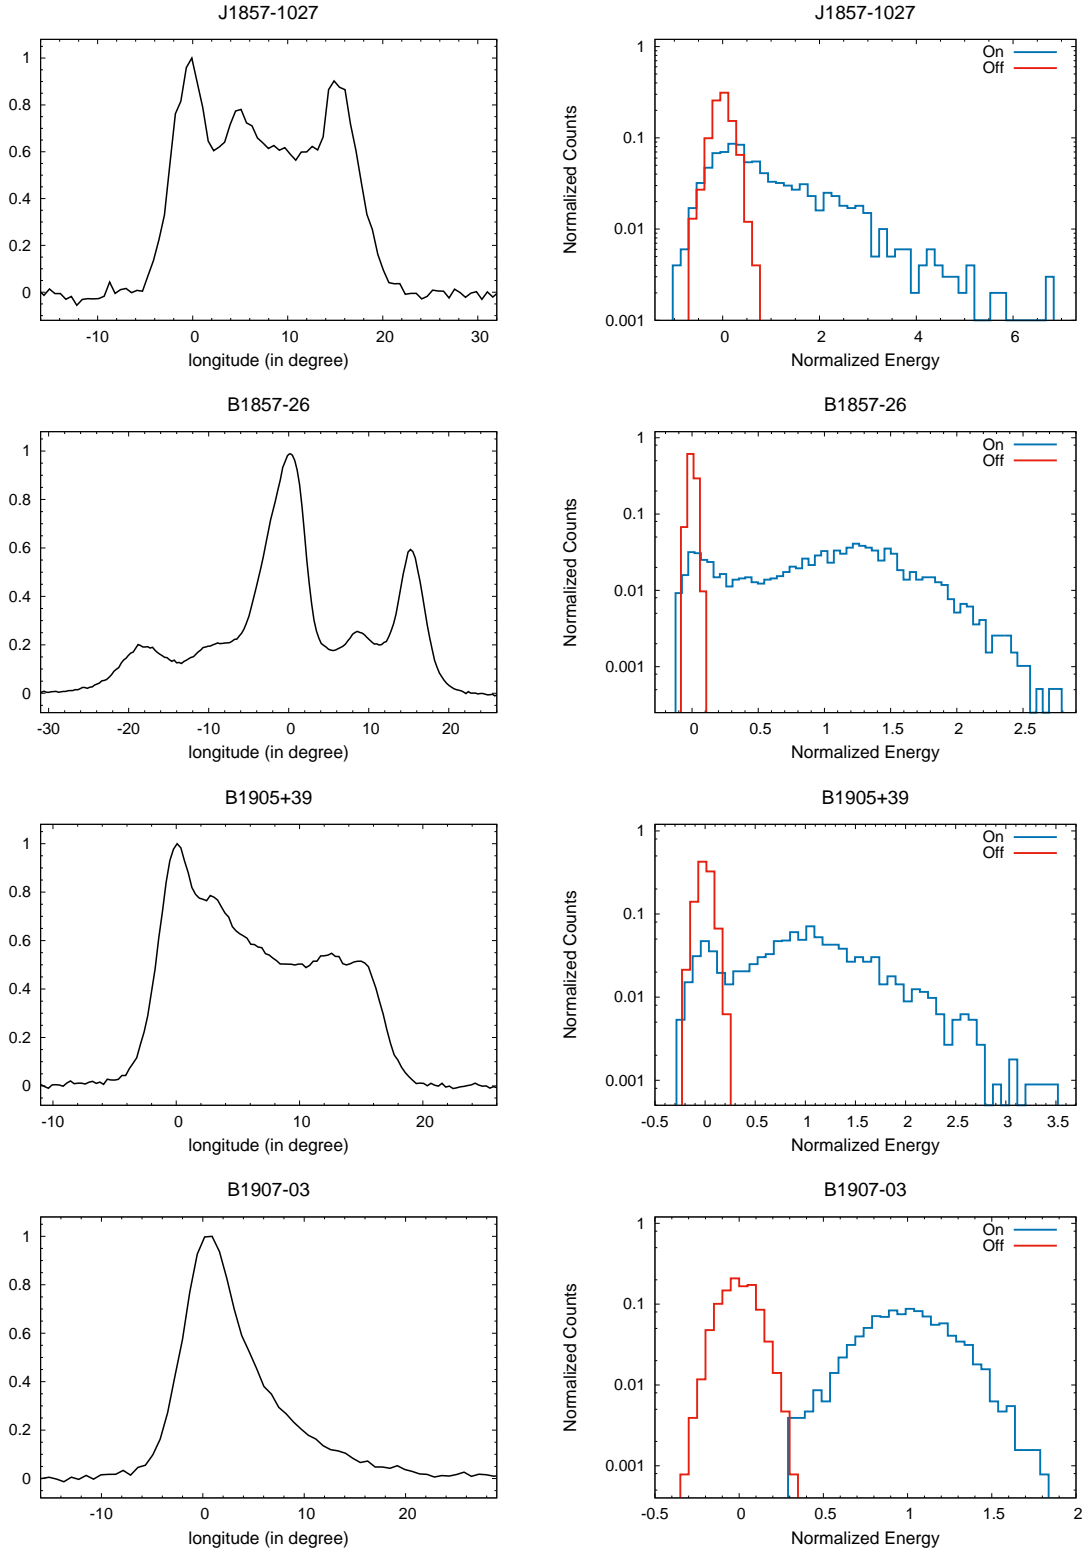 J1857-1027
1
0.8
0.6
0.4
0.2
0
-10 0 10 20 30
longitude (in degree)
J1857-1027
Normalized Counts
1
0.1
0.01
0.001
On
Off
0 2 4 6
Normalized Energy
B1857-26
1
0.8
0.6
0.4
0.2
0
-30 -20 -10 0 10 20
longitude (in degree)
B1857-26
Normalized Counts
1
0.1
0.01
0.001
On
Off
0 0.5 1 1.5 2 2.5
Normalized Energy
B1905+39
1
0.8
0.6
0.4
0.2
0
-10 0 10 20
longitude (in degree)
B1905+39
Normalized Counts
1
0.1
0.01
0.001
On
Off
-0.5 0 0.5 1 1.5 2 2.5 3 3.5
Normalized Energy
B1907-03
1
0.8
0.6
0.4
0.2
0
-10 0 10 20
longitude (in degree)
B1907-03
Normalized Counts
1
0.1
0.01
0.001
On
Off
-0.5 0 0.5 1 1.5 2
Normalized Energy